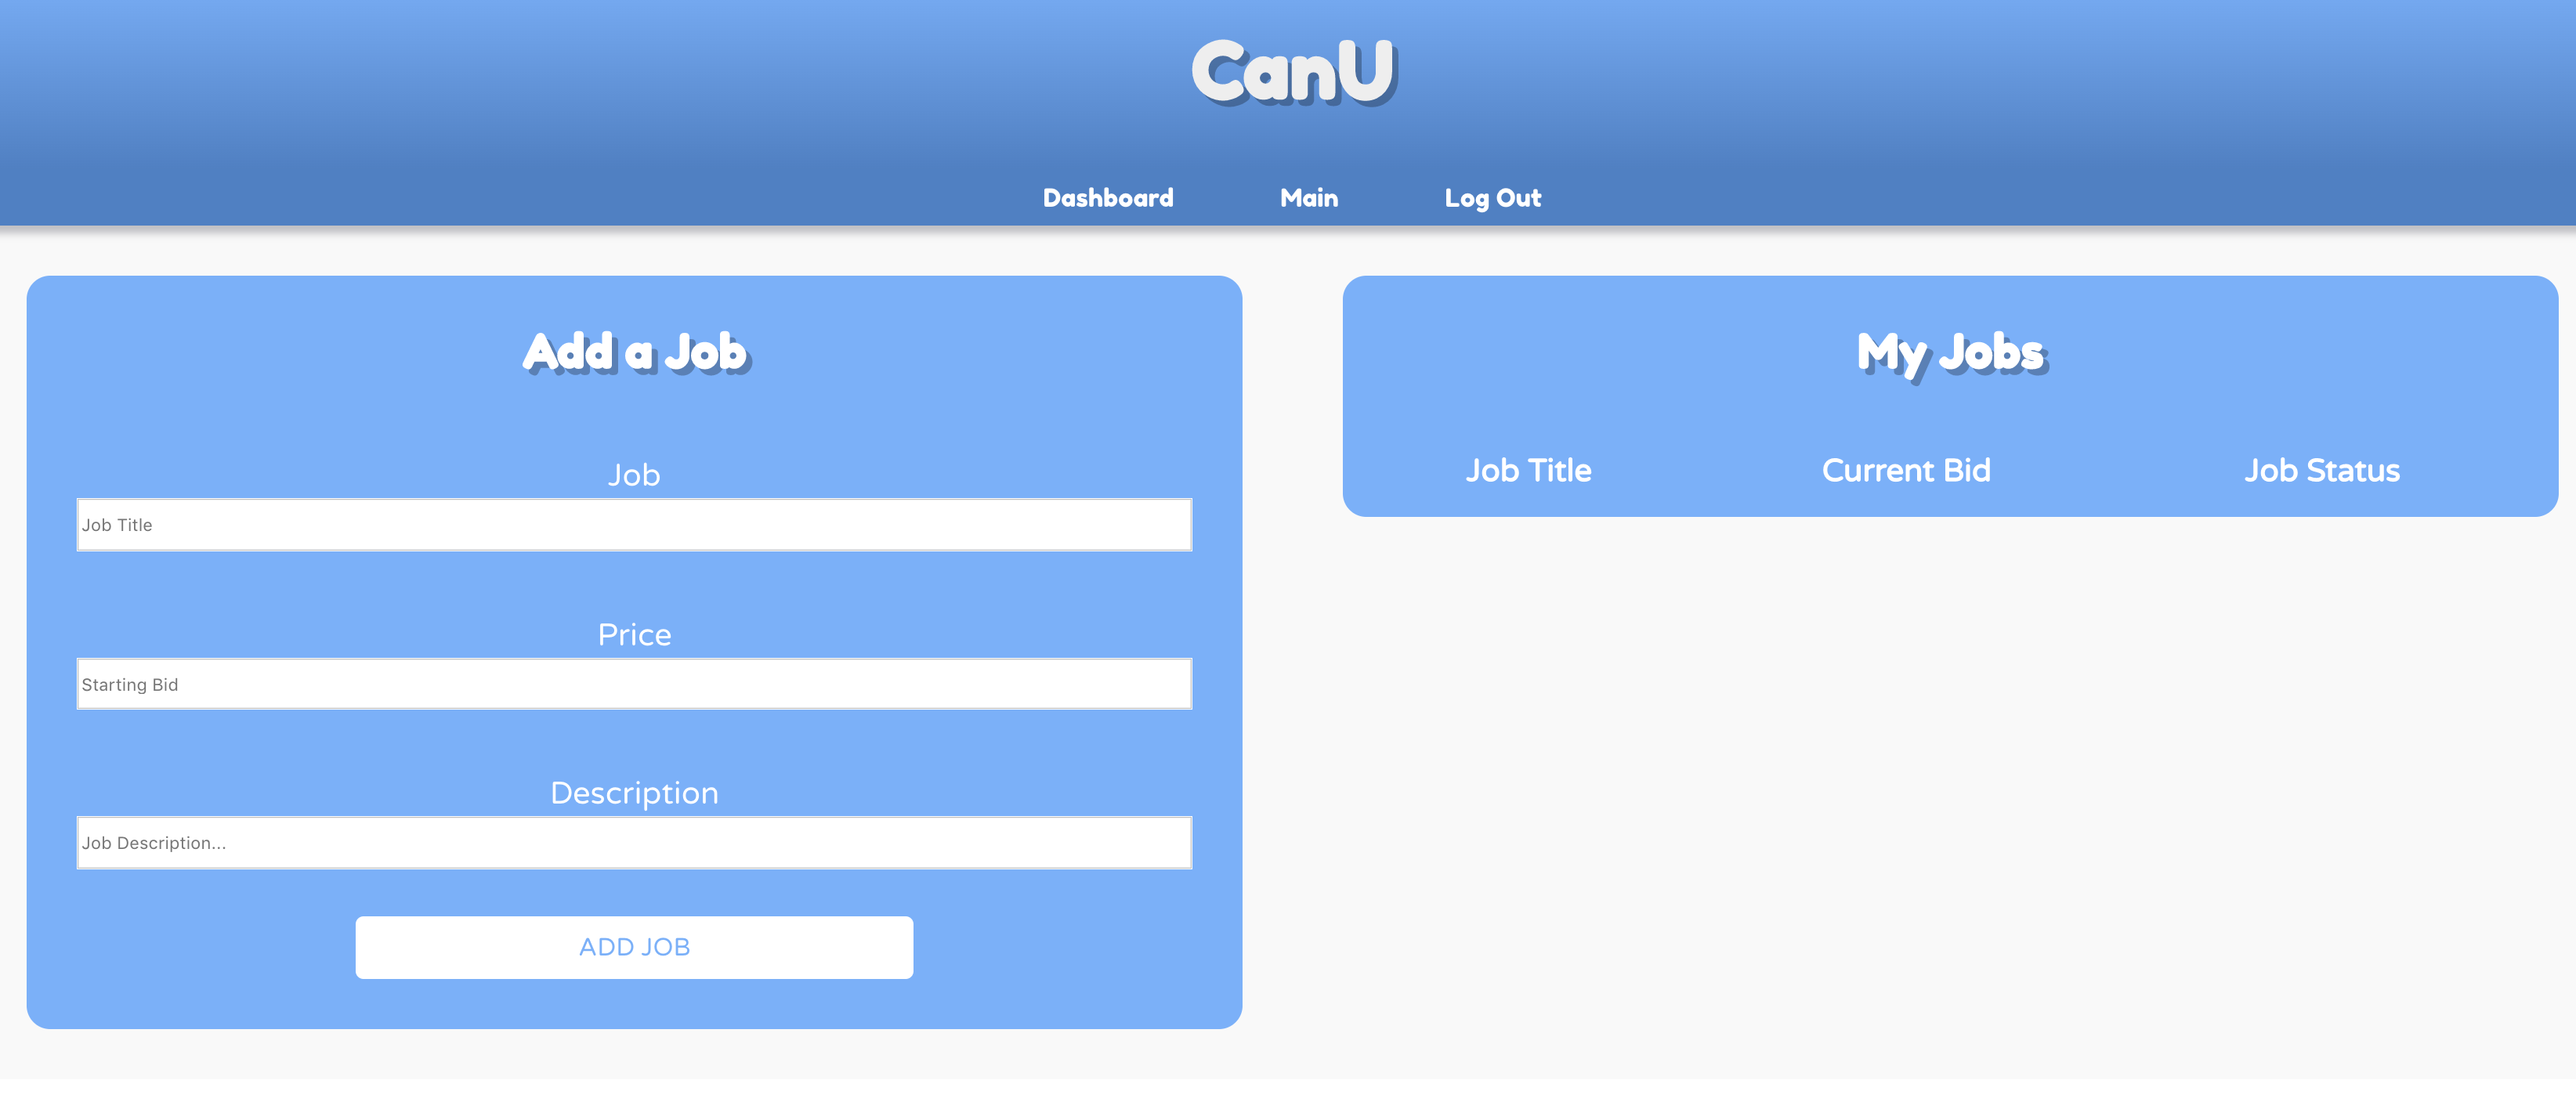 CanU
Dashboard Main Log Out
Add a Job
Job
Job Title
Price
Starting Bid
Description
Job Description...
ADD JOB
My Jobs
Job Title Current Bid Job Status